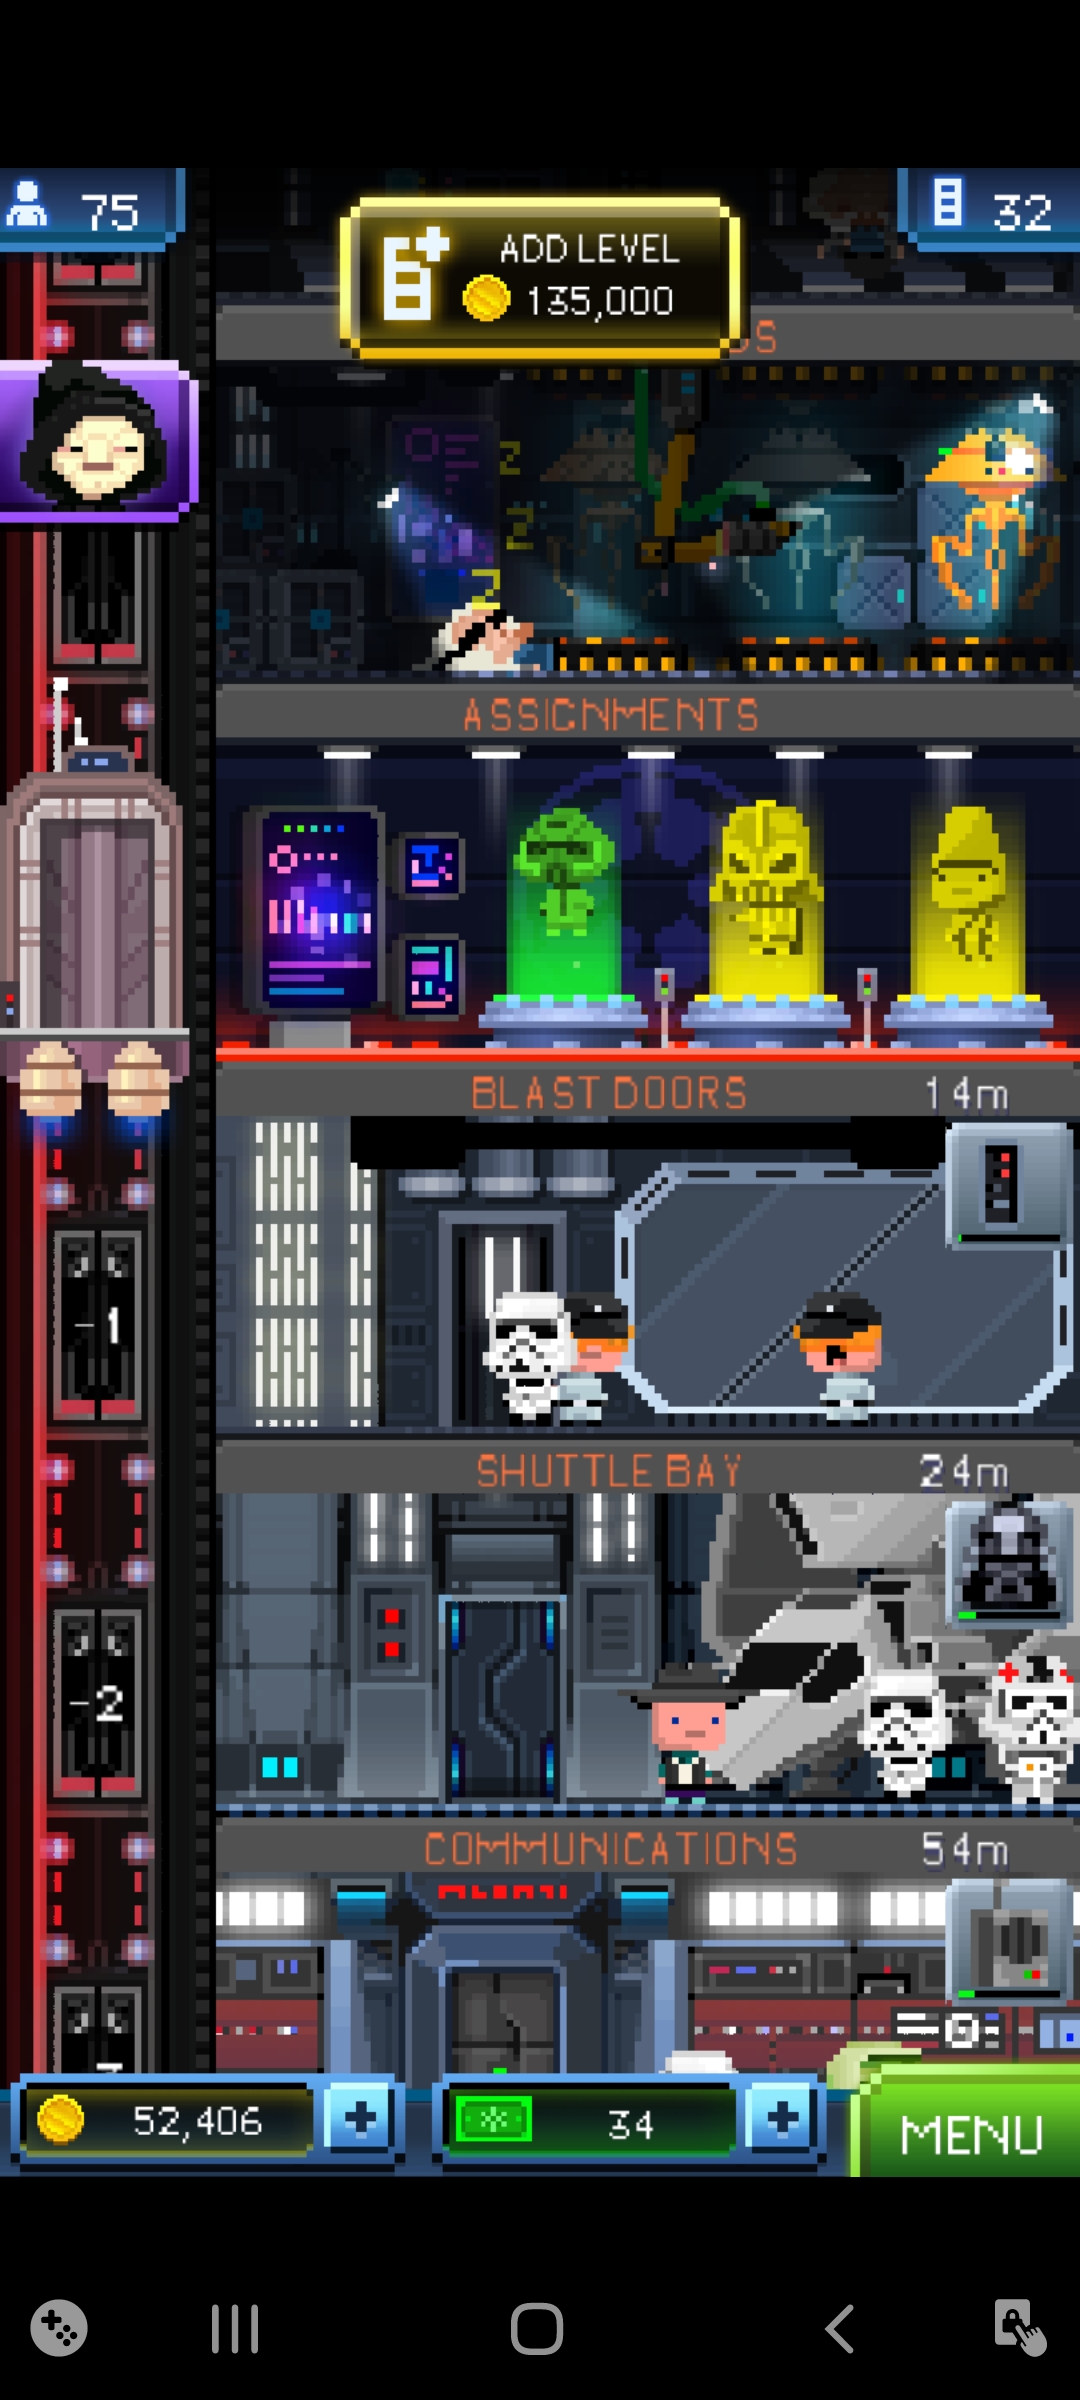 75
32
ADD LEVEL
135,000
DS
Z
Z
Z
ASSIGNMENTS
BLAST DOORS 14m
-1
SHUTTLE BAY 24m
-2
COMMUNICATIONS 54m
52,406
34
MENU